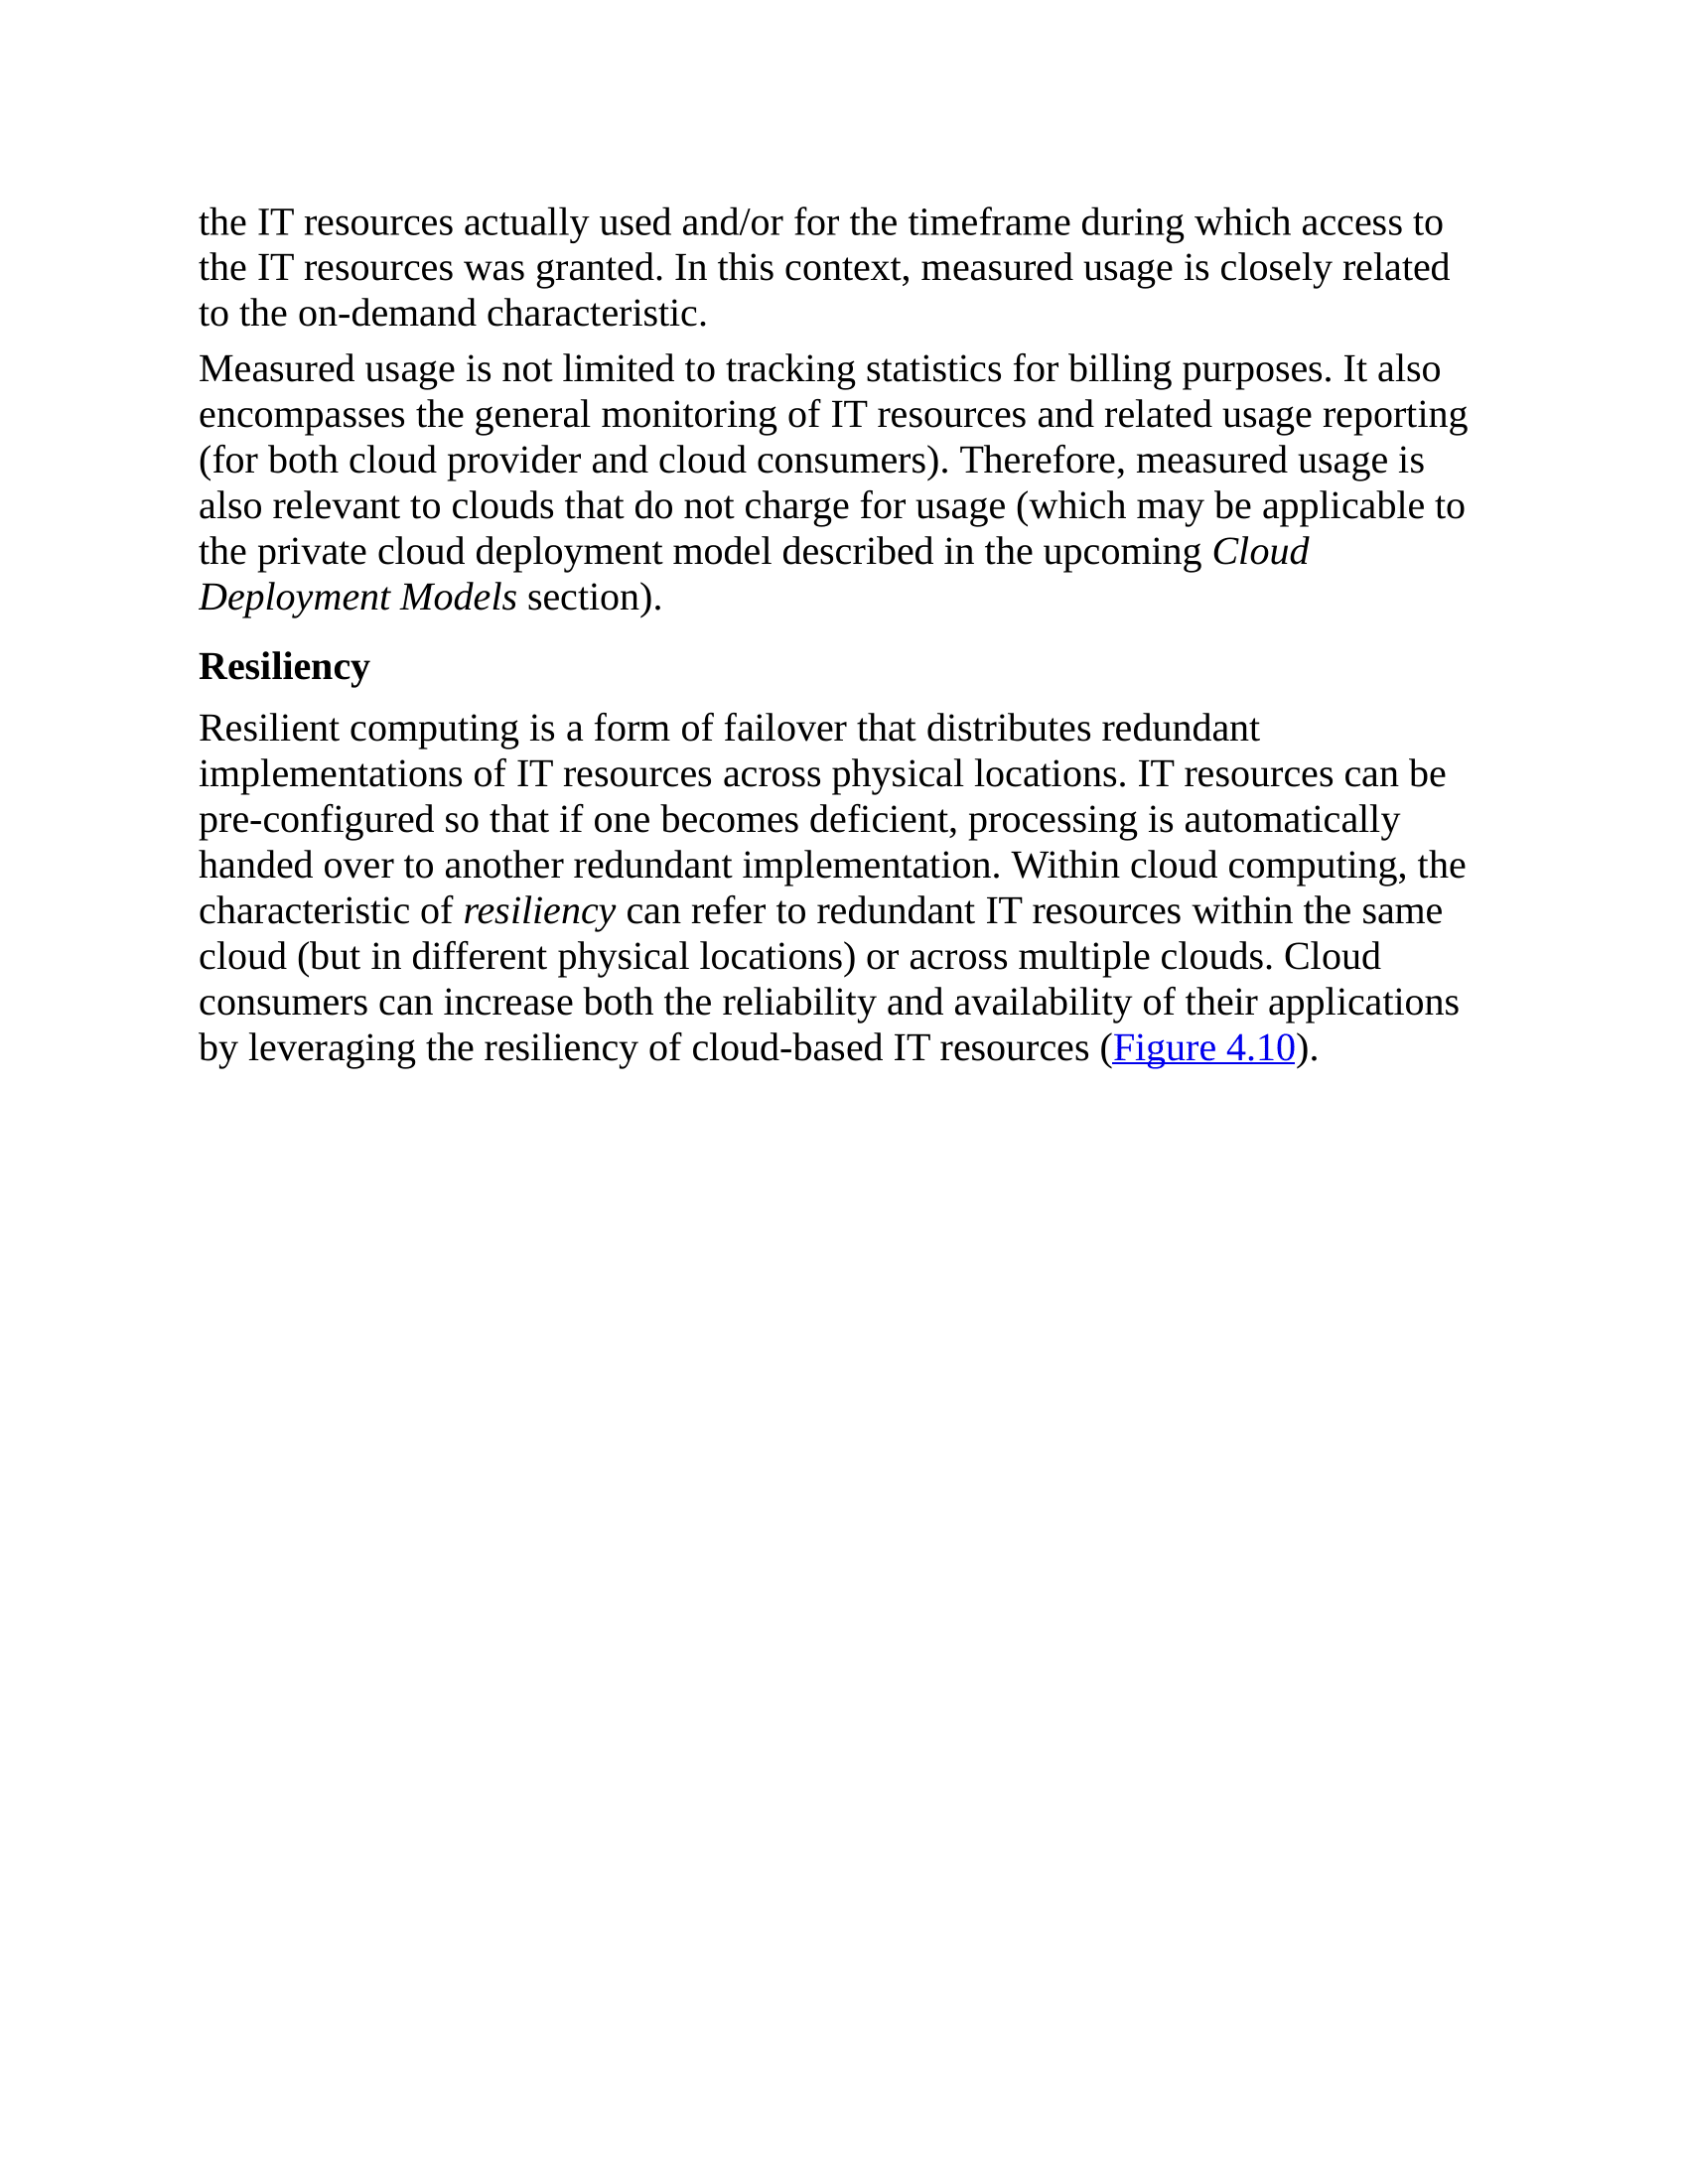 the IT resources actually used and/or for the timeframe during which access to
the IT resources was granted. In this context, measured usage is closely related
to the on-demand characteristic.
Measured usage is not limited to tracking statistics for billing purposes. It also
encompasses the general monitoring of IT resources and related usage reporting
(for both cloud provider and cloud consumers). Therefore, measured usage is
also relevant to clouds that do not charge for usage (which may be applicable to
the private cloud deployment model described in the upcoming Cloud
Deployment Models section).
Resiliency
Resilient computing is a form of failover that distributes redundant
implementations of IT resources across physical locations. IT resources can be
pre-configured so that if one becomes deficient, processing is automatically
handed over to another redundant implementation. Within cloud computing, the
characteristic of resiliency can refer to redundant IT resources within the same
cloud (but in different physical locations) or across multiple clouds. Cloud
consumers can increase both the reliability and availability of their applications
by leveraging the resiliency of cloud-based IT resources (Figure 4.10).